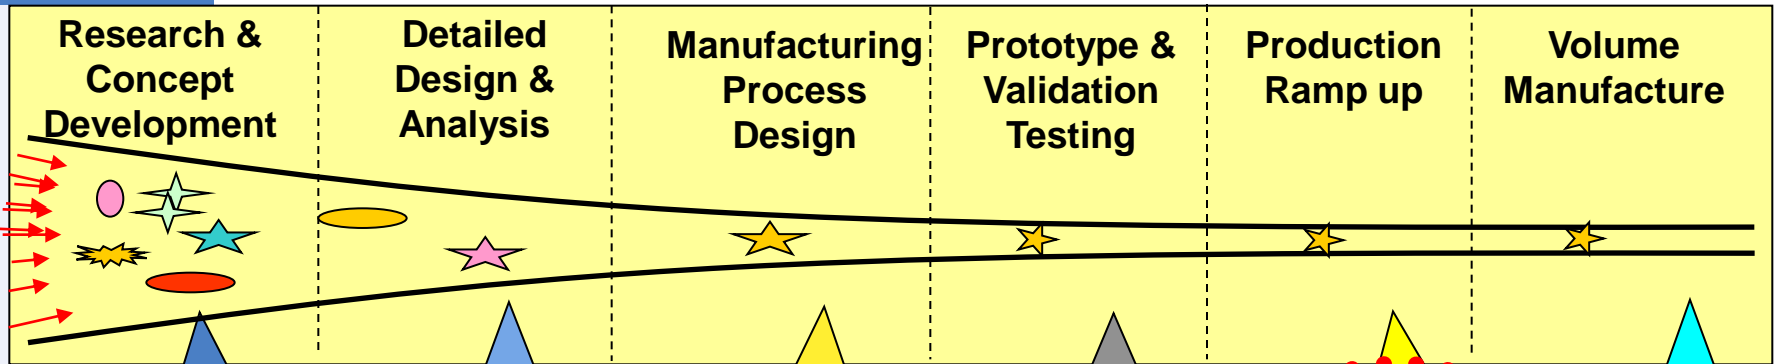 Research &
Concept
Development
Detailed
Design &
Analysis
Manufacturing
Process
Design
Prototype &
Validation
Testing
Production
Ramp up
Volume
Manufacture